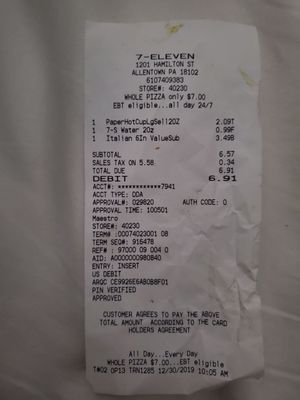 7-ELEVEN
1201 HAMILTON ST
ALLENTOWN PA 18102
6107409383
STORE#: 40230
WHOLE PIZZA only $7.00
EBT eligible...all day 24/7
1 PaperHotCupLgSell20Z 2.09T
1 7-S Water 20z 0.99F
1 Italian 6In ValueSub 3.49B
SUBTOTAL 6.57
SALES TAX ON 5.58 0.34
TOTAL DUE 6.91
DEBIT 6.91
ACCT#: ************7941
ACCT TYPE: DDA
APPROVAL#: 029820 AUTH CODE: 0
APPROVAL TIME: 100501
Maestro
STORE#: 40230
TERM# :00074023001 08
TERM SEQ#: 916478
REF# : 97000 09 004 0
AID: A0000000980840
ENTRY: INSERT
US DEBIT
ARQC CE9926E6AB0B8F01
PIN VERIFIED
APPROVED
CUSTOMER AGREES TO PAY THE ABOVE
TOTAL AMOUNT ACCORDING TO THE CARD
HOLDERS AGREEMENT
All Day...Every Day
WHOLE PIZZA $7.00...EBT eligible
T#02 OP13 TRN1285 12/30/2019 10:05 AM